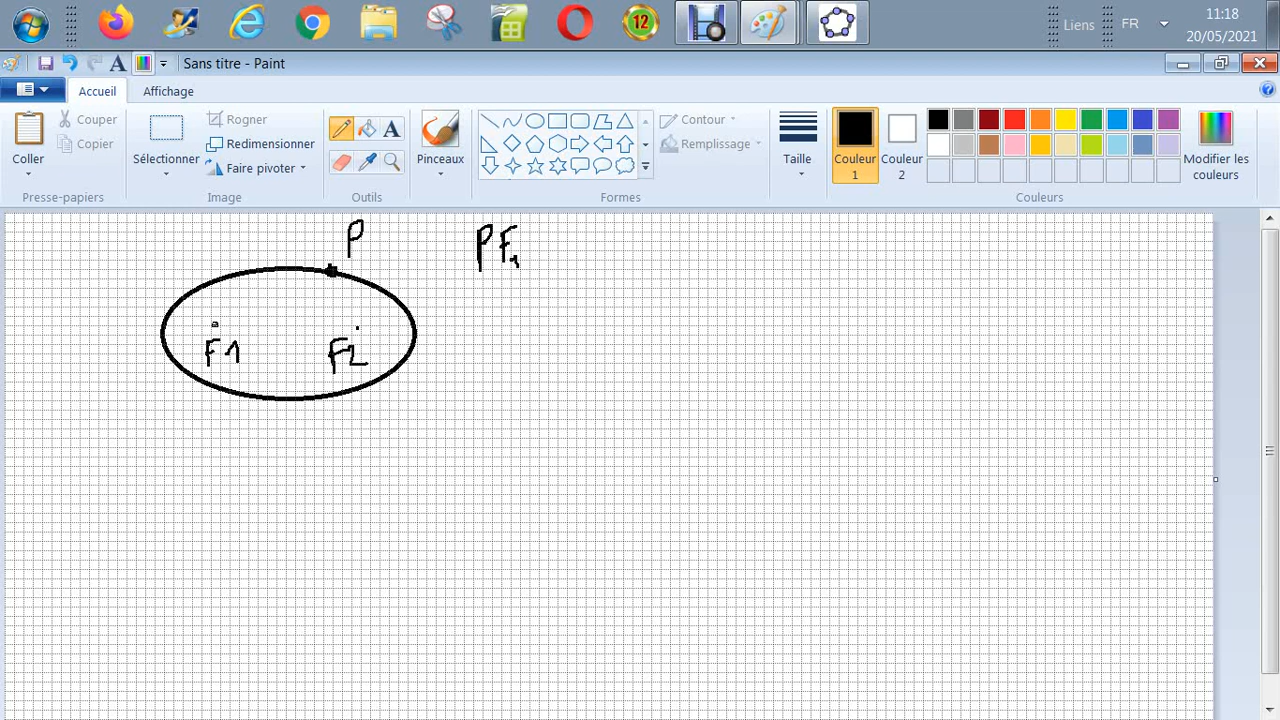 12
Liens
FR
11:18
20/05/2021
Sans titre - Paint
Accueil
Affichage
Coller
Couper
Copier
Presse-papiers
Sélectionner
Rogner
Redimensionner
Faire pivoter
Image
A
Outils
Pinceaux
Contour
Remplissage
Formes
Taille
Couleur
1
Couleur
2
Modifier les
couleurs
Couleurs
P
PF1
F1
F2